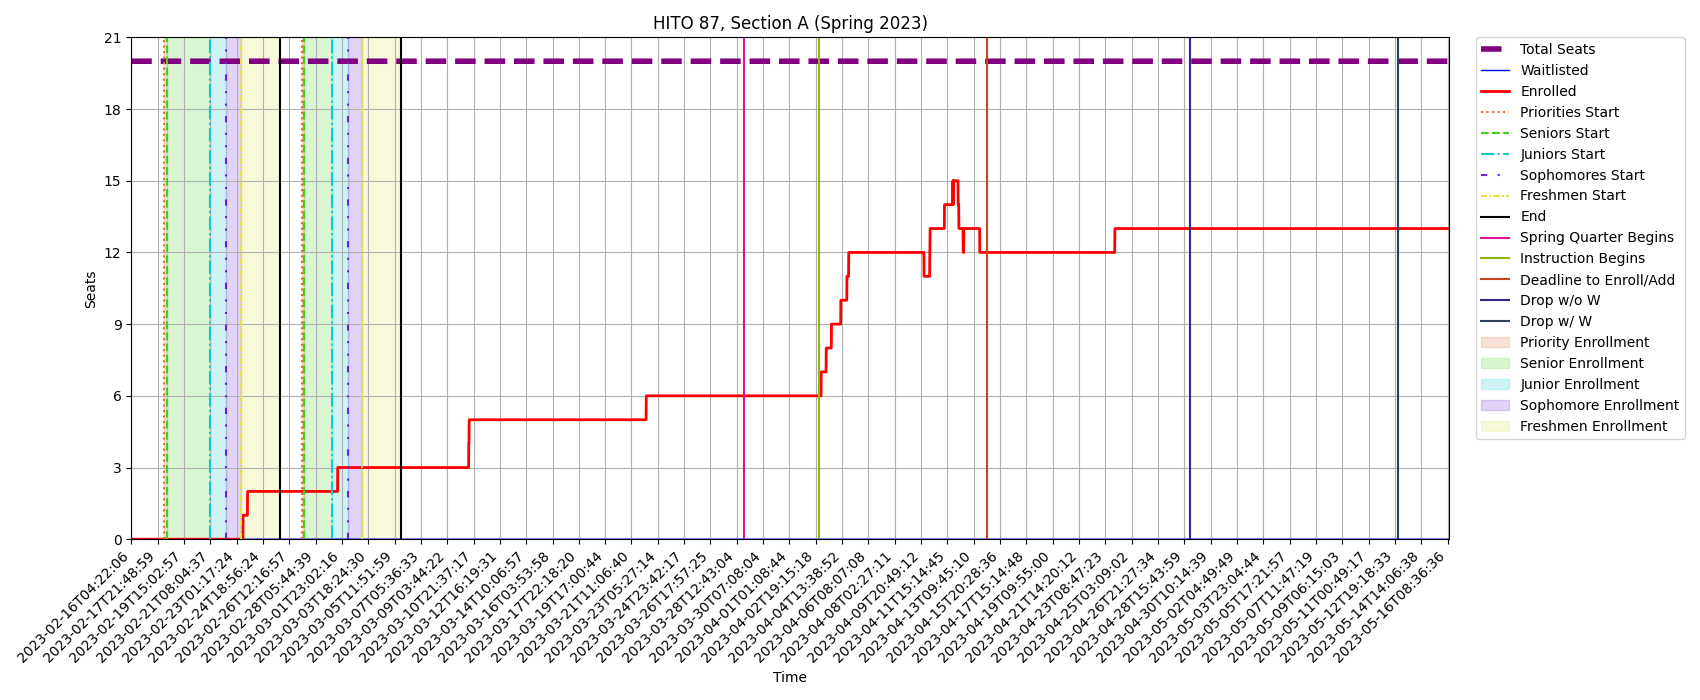 HITO 87, Section A (Spring 2023)
21
18
15
12
9
6
3
0
Seats
2023-02-16T04:22:06
2023-02-17T21:48:59
2023-02-19T15:02:57
2023-02-21T08:04:37
2023-02-23T01:17:24
2023-02-24T18:56:24
2023-02-26T12:16:57
2023-02-28T05:44:39
2023-03-01T23:02:16
2023-03-03T18:24:30
2023-03-05T11:51:59
2023-03-07T05:36:33
2023-03-09T03:44:22
2023-03-10T21:37:17
2023-03-12T16:19:31
2023-03-14T10:06:57
2023-03-16T03:53:58
2023-03-17T22:18:20
2023-03-19T17:00:44
2023-03-21T11:06:40
2023-03-23T05:27:14
2023-03-24T23:42:17
2023-03-26T17:57:25
2023-03-28T12:43:04
2023-03-30T07:08:04
2023-04-01T01:08:44
2023-04-02T19:15:18
2023-04-04T13:38:52
2023-04-06T08:07:08
2023-04-08T02:27:11
2023-04-09T20:49:12
2023-04-11T15:14:45
2023-04-13T09:45:10
2023-04-15T20:28:36
2023-04-17T15:14:48
2023-04-19T09:55:00
2023-04-21T14:20:12
2023-04-23T08:47:23
2023-04-25T03:09:02
2023-04-26T21:27:34
2023-04-28T15:43:59
2023-04-30T10:14:39
2023-05-02T04:49:49
2023-05-03T23:04:44
2023-05-05T17:21:57
2023-05-07T11:47:19
2023-05-09T06:15:03
2023-05-11T00:49:17
2023-05-12T19:18:33
2023-05-14T14:06:38
2023-05-16T08:36:36
Time
Total Seats
Waitlisted
Enrolled
Priorities Start
Seniors Start
Juniors Start
Sophomores Start
Freshmen Start
End
Spring Quarter Begins
Instruction Begins
Deadline to Enroll/Add
Drop w/o W
Drop w/ W
Priority Enrollment
Senior Enrollment
Junior Enrollment
Sophomore Enrollment
Freshmen Enrollment